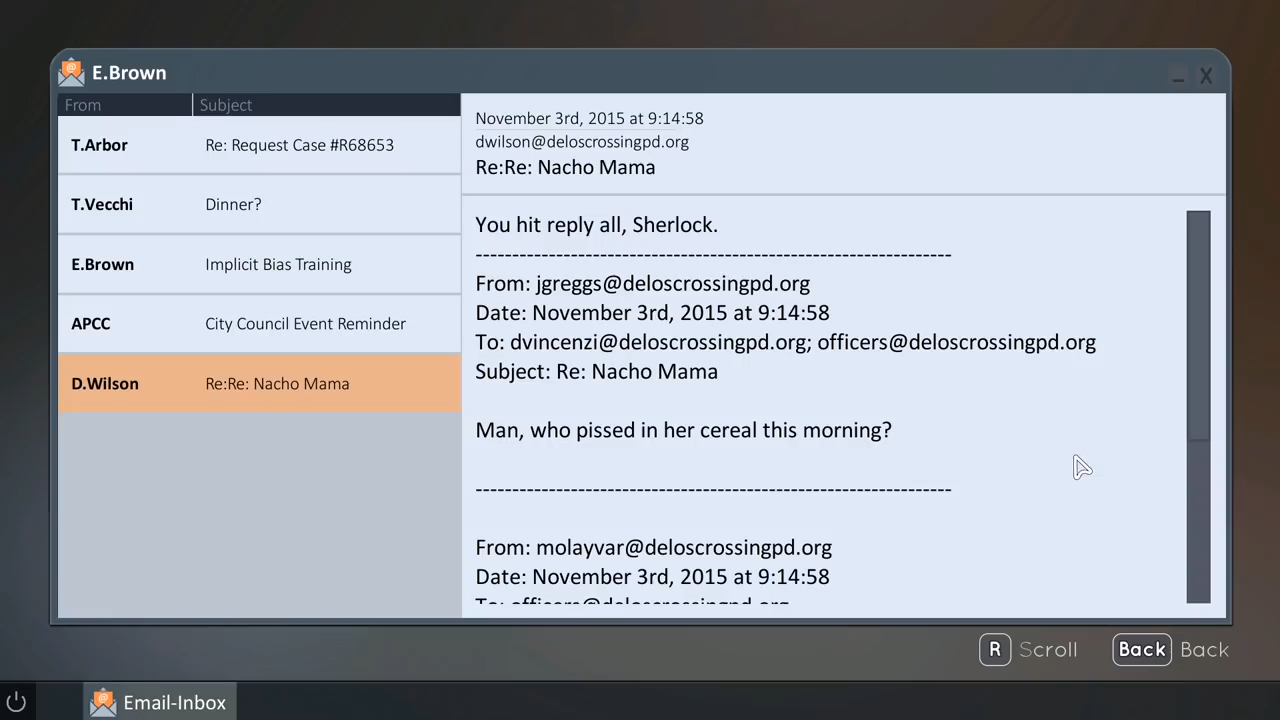 E.Brown
From Subject
T.Arbor Re: Request Case #R68653
T.Vecchi Dinner?
E.Brown Implicit Bias Training
APCC City Council Event Reminder
D.Wilson Re:Re: Nacho Mama
November 3rd, 2015 at 9:14:58
dwilson@deloscrossingpd.org
Re:Re: Nacho Mama
You hit reply all, Sherlock.
-----------------------------------------------------------------
From: jgreggs@deloscrossingpd.org
Date: November 3rd, 2015 at 9:14:58
To: dvincenzi@deloscrossingpd.org; officers@deloscrossingpd.org
Subject: Re: Nacho Mama
Man, who pissed in her cereal this morning?
-----------------------------------------------------------------
From: molayvar@deloscrossingpd.org
Date: November 3rd, 2015 at 9:14:58
To: officers@deloscrossingpd.org
R Scroll Back Back
Email-Inbox